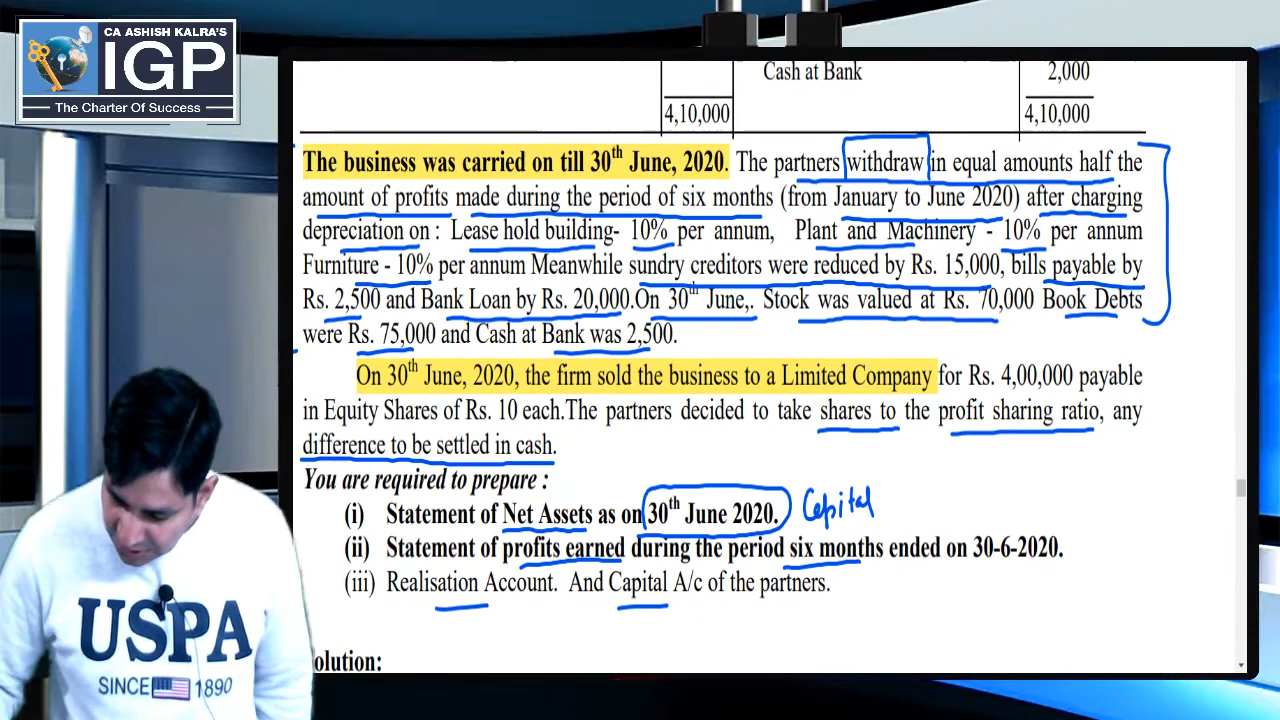 CA ASHISH KALRA'S
IGP
The Charter Of Success
Cash at Bank 2,000
4,10,000 4,10,000
The business was carried on till 30th June, 2020. The partners withdraw in equal amounts half the
amount of profits made during the period of six months (from January to June 2020) after charging
depreciation on : Lease hold building- 10% per annum, Plant and Machinery - 10% per annum
Furniture - 10% per annum Meanwhile sundry creditors were reduced by Rs. 15,000, bills payable by
Rs. 2,500 and Bank Loan by Rs. 20,000.On 30th June,. Stock was valued at Rs. 70,000 Book Debts
were Rs. 75,000 and Cash at Bank was 2,500.
On 30th June, 2020, the firm sold the business to a Limited Company for Rs. 4,00,000 payable
in Equity Shares of Rs. 10 each.The partners decided to take shares to the profit sharing ratio, any
difference to be settled in cash.
You are required to prepare :
(i) Statement of Net Assets as on 30th June 2020. Capital
(ii) Statement of profits earned during the period six months ended on 30-6-2020.
(iii) Realisation Account. And Capital A/c of the partners.
olution:
USPA
SINCE 1890